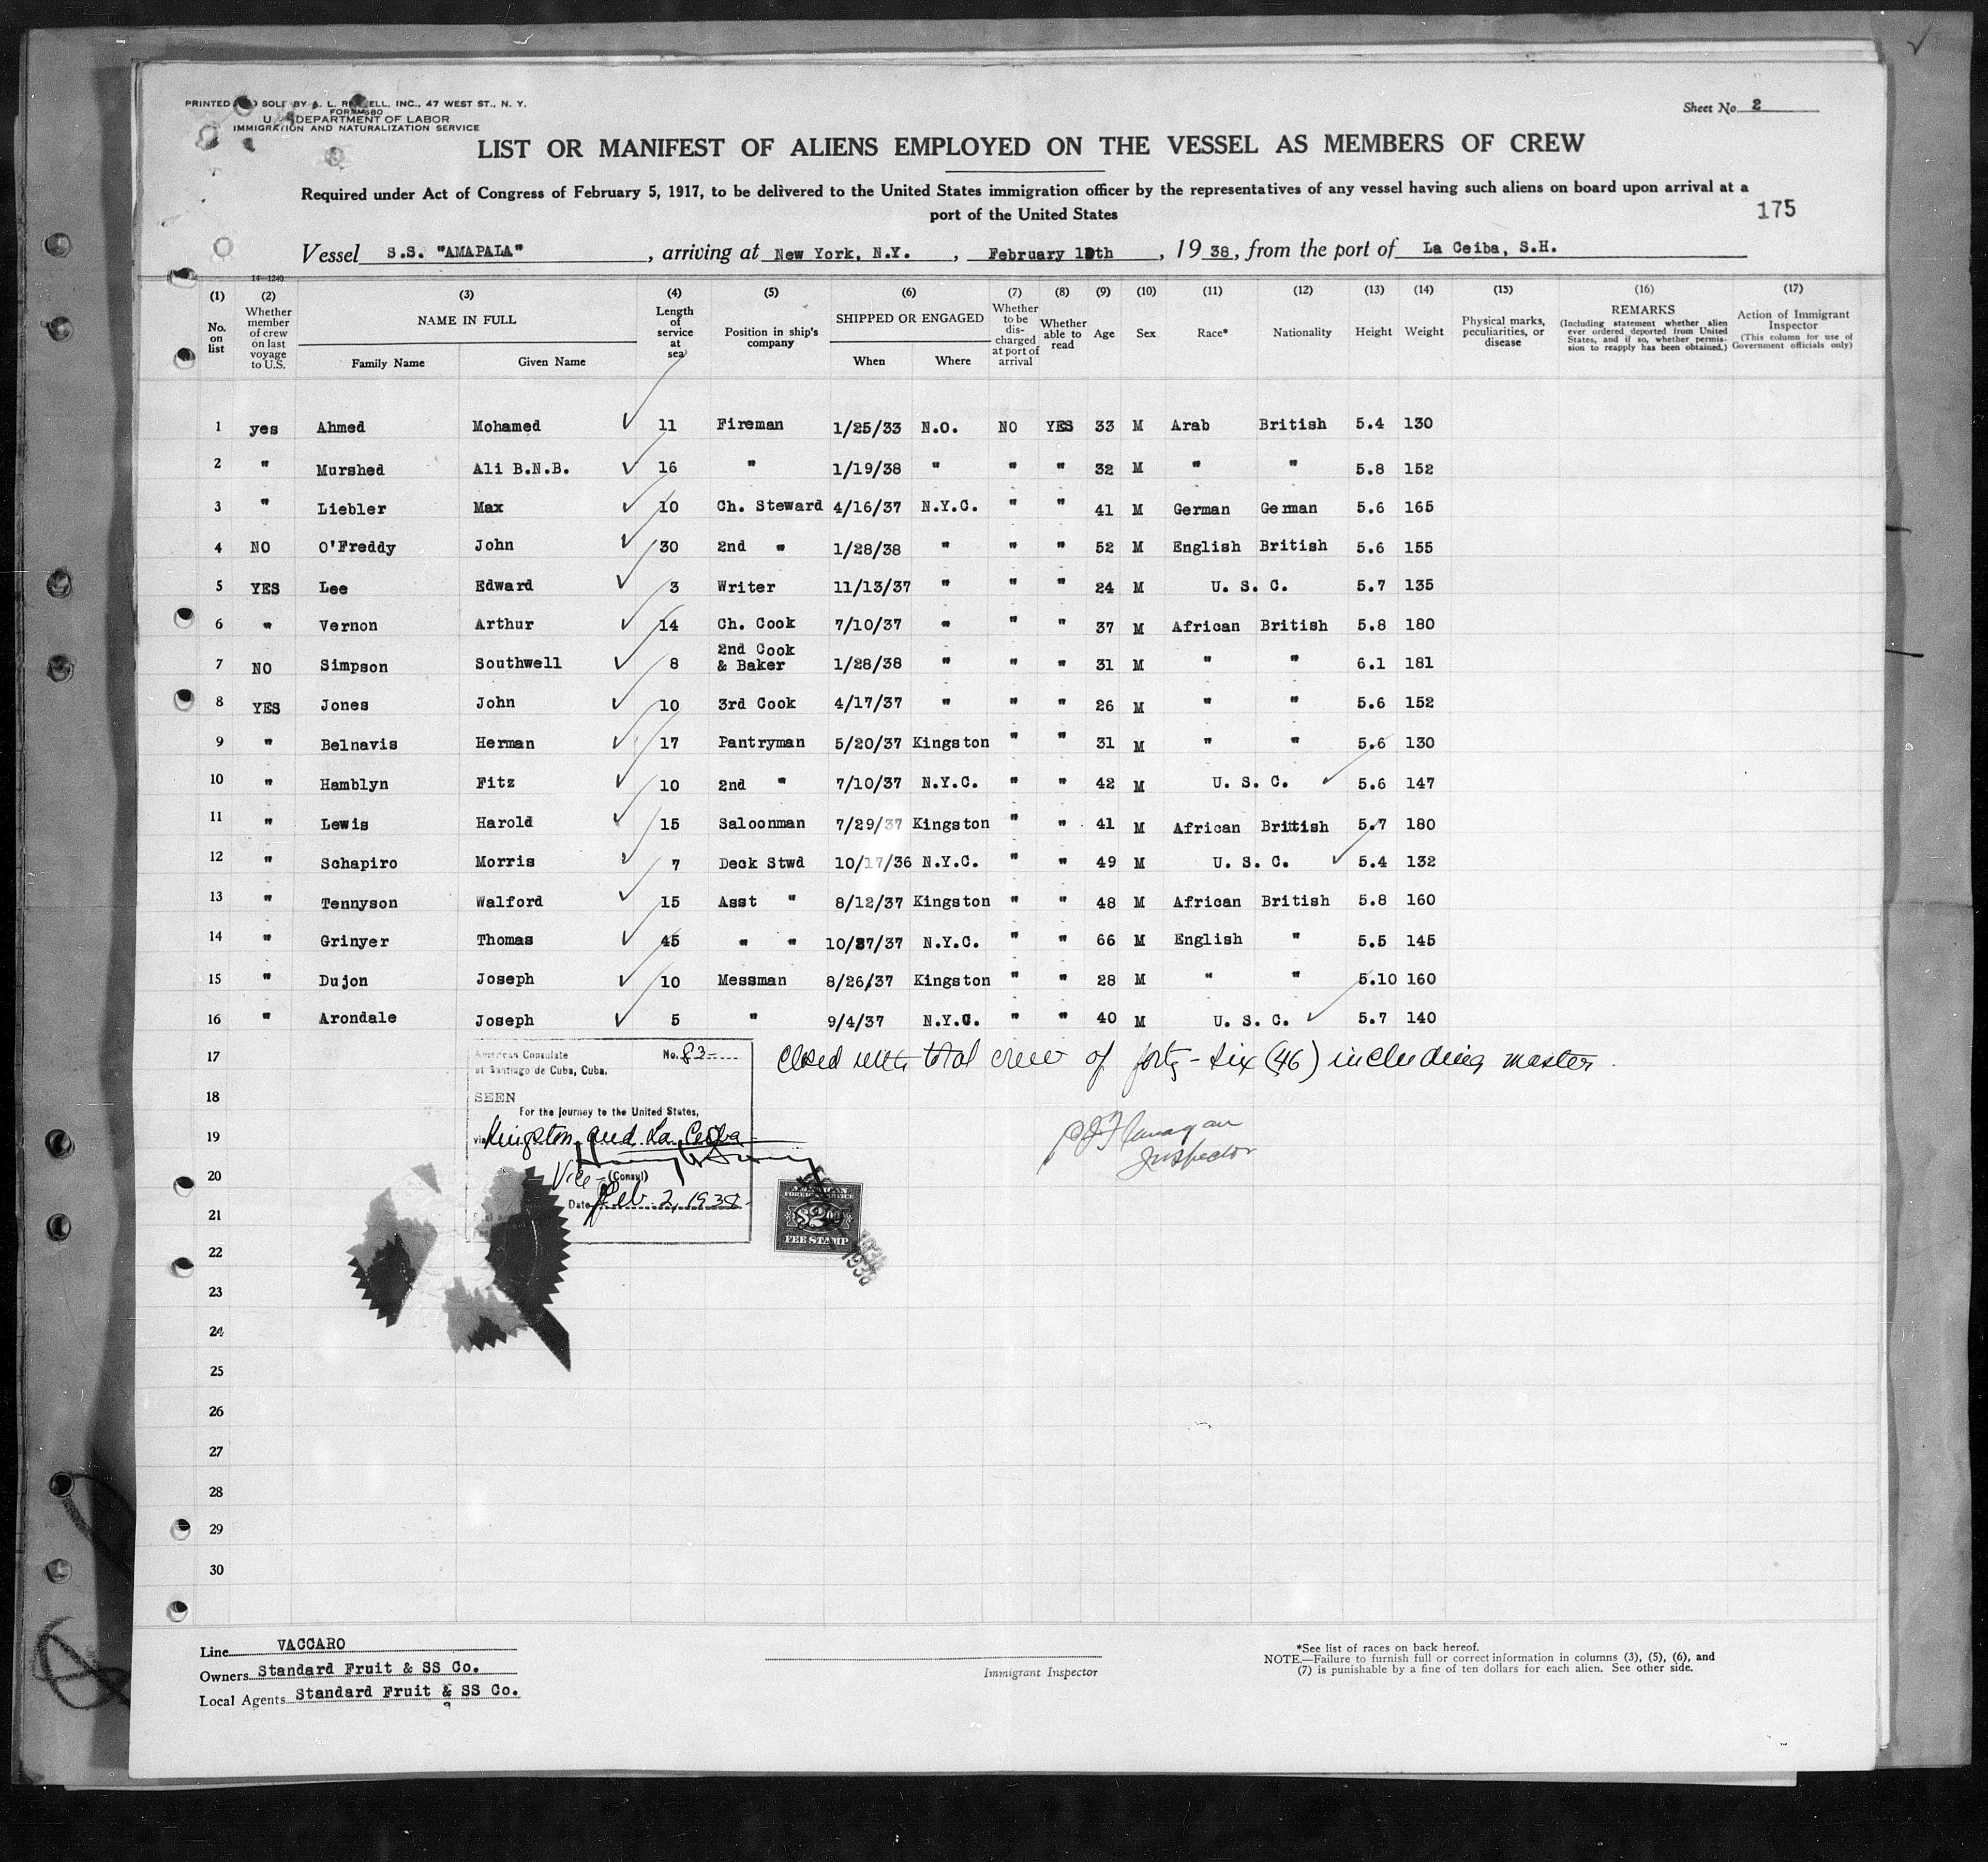 PRINTED SOLD BY A. L. INC., 47 WEST ST., N. Y.
FORM 680
U. DEPARTMENT OF LABOR
IMMIGRATION AND NATURALIZATION SERVICE
Sheet No. 2
LIST OR MANIFEST OF ALIENS EMPLOYED ON THE VESSEL AS MEMBERS OF CREW
Required under Act of Congress of February 5, 1917, to be delivered to the United States immigration officer by the representatives of any vessel having such aliens on board upon arrival at a
port of the United States
175
Vessel S.S. "AMAPALA", arriving at New York, N.Y., February th, 1938, from the port of La Ceiba, S.H.
14—1240
(1) (2) (3) (4) (5) (6) (7) (8) (9) (10) (11) (12) (13) (14) (15) (16) (17)
No. on list
Whether member of crew on last voyage to U.S.
NAME IN FULL
Family Name Given Name
Length of service at sea
Position in ship's company
SHIPPED OR ENGAGED
When Where
Whether to be discharged at port of arrival
Whether able to read
Age Sex Race* Nationality Height Weight
Physical marks, peculiarities, or disease
REMARKS
(Including statement whether alien ever ordered deported from United States, and if so, whether permission to reapply has been obtained.)
Action of Immigrant Inspector
(This column for use of Government officials only)
1 yes Ahmed Mohamed 11 Fireman 1/25/33 N.O. NO YES 33 M Arab British 5.4 130
2 " Murshed Ali B.N.B. 16 " 1/19/38 " " " 32 M " " 5.8 152
3 " Liebler Max 10 Ch. Steward 4/16/37 N.Y.C. " " 41 M German German 5.6 165
4 NO O'Freddy John 30 2nd " 1/28/38 " " " 52 M English British 5.6 155
5 YES Lee Edward 3 Writer 11/13/37 " " " 24 M U. S. C. 5.7 135
6 " Vernon Arthur 14 Ch. Cook 7/10/37 " " " 37 M African British 5.8 180
7 NO Simpson Southwell 8 2nd Cook & Baker 1/28/38 " " " 31 M " " 6.1 181
8 YES Jones John 10 3rd Cook 4/17/37 " " " 26 M " " 5.6 152
9 " Belnavis Herman 17 Pantryman 5/20/37 Kingston " " 31 M " " 5.6 130
10 " Hamblyn Fitz 10 2nd " 7/10/37 N.Y.C. " " 42 M U. S. C. 5.6 147
11 " Lewis Harold 15 Saloonman 7/29/37 Kingston " " 41 M African British 5.7 180
12 " Schapiro Morris 7 Deck Stwd 10/17/36 N.Y.C. " " 49 M U. S. C. 5.4 132
13 " Tennyson Walford 15 Asst " 8/12/37 Kingston " " 48 M African British 5.8 160
14 " Grinyer Thomas 45 " " 10/27/37 N.Y.C. " " 66 M English " 5.5 145
15 " Dujon Joseph 10 Messman 8/26/37 Kingston " " 28 M " " 5.10 160
16 " Arondale Joseph 5 " 9/4/37 N.Y.C. " " 40 M U. S. C. 5.7 140
17 Closed with total crew of forty-six (46) including master.
American Consulate No. 83
at Santiago de Cuba, Cuba.
18
SEEN
For the journey to the United States,
19
via Kingston and La Ceiba
Flanagan
Inspector
20
Vice-(Consul)
Date Feb. 2, 1938
21
AMERICAN
FOREIGN SERVICE
$2.00
FEE STAMP
1938
22
23
24
25
26
27
28
29
30
Line VACCARO
Owners Standard Fruit & SS Co.
Local Agents Standard Fruit & SS Co.
Immigrant Inspector
*See list of races on back hereof.
NOTE.—Failure to furnish full or correct information in columns (3), (5), (6), and
(7) is punishable by a fine of ten dollars for each alien. See other side.